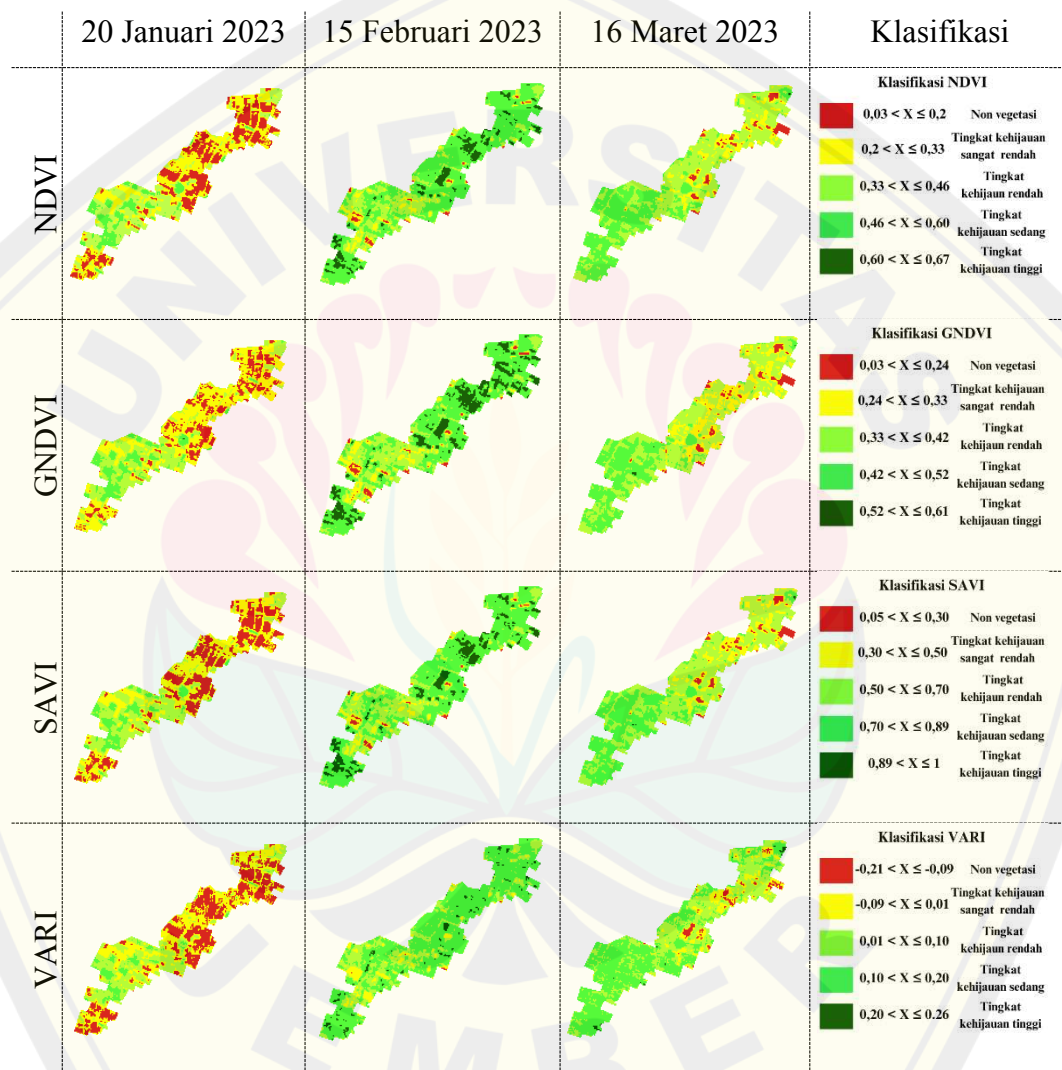 20 Januari 2023 15 Februari 2023 16 Maret 2023 Klasifikasi
NDVI
Klasifikasi NDVI
0,03 < X ≤ 0,2 Non vegetasi
0,2 < X ≤ 0,33 Tingkat kehijauan
sangat rendah
0,33 < X ≤ 0,46 Tingkat
kehijaun rendah
0,46 < X ≤ 0,60 Tingkat
kehijauan sedang
0,60 < X ≤ 0,67 Tingkat
kehijauan tinggi
GNDVI
Klasifikasi GNDVI
0,03 < X ≤ 0,24 Non vegetasi
0,24 < X ≤ 0,33 Tingkat kehijauan
sangat rendah
0,33 < X ≤ 0,42 Tingkat
kehijaun rendah
0,42 < X ≤ 0,52 Tingkat
kehijauan sedang
0,52 < X ≤ 0,61 Tingkat
kehijauan tinggi
SAVI
Klasifikasi SAVI
0,05 < X ≤ 0,30 Non vegetasi
0,30 < X ≤ 0,50 Tingkat kehijauan
sangat rendah
0,50 < X ≤ 0,70 Tingkat
kehijaun rendah
0,70 < X ≤ 0,89 Tingkat
kehijauan sedang
0,89 < X ≤ 1 Tingkat
kehijauan tinggi
VARI
Klasifikasi VARI
-0,21 < X ≤ -0,09 Non vegetasi
-0,09 < X ≤ 0,01 Tingkat kehijauan
sangat rendah
0,01 < X ≤ 0,10 Tingkat
kehijaun rendah
0,10 < X ≤ 0,20 Tingkat
kehijauan sedang
0,20 < X ≤ 0.26 Tingkat
kehijauan tinggi
UNIVERSITAS
JEMBER